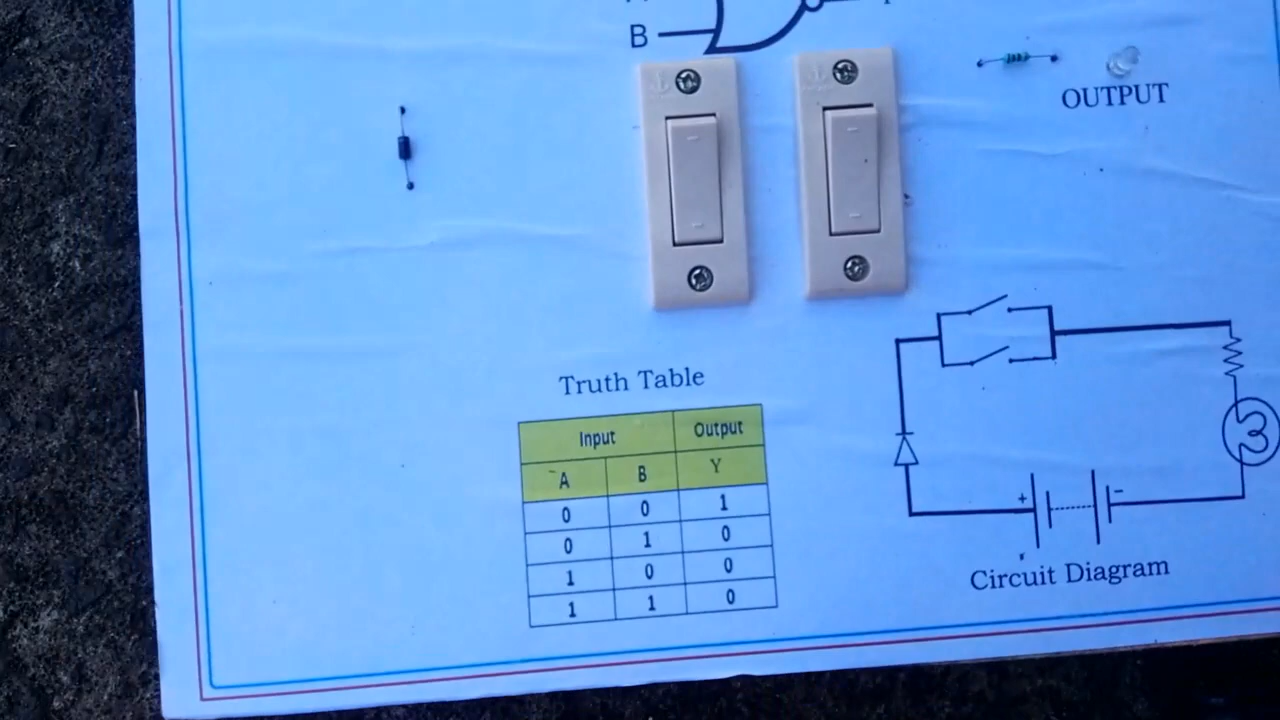 B
OUTPUT
Truth Table
Input Output
A B Y
0 0 1
0 1 0
1 0 0
1 1 0
+ -
Circuit Diagram